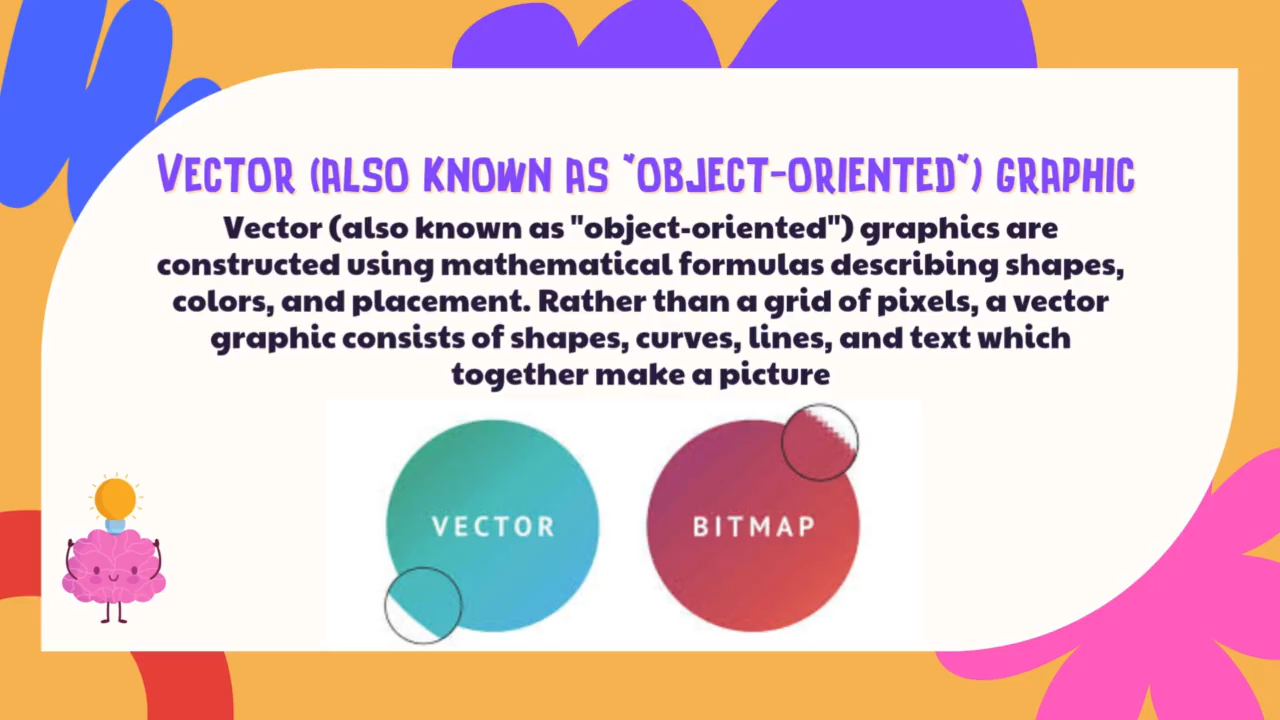 VECTOR (ALSO KNOWN AS "OBJECT-ORIENTED") GRAPHIC
Vector (also known as "object-oriented") graphics are
constructed using mathematical formulas describing shapes,
colors, and placement. Rather than a grid of pixels, a vector
graphic consists of shapes, curves, lines, and text which
together make a picture
VECTOR
BITMAP